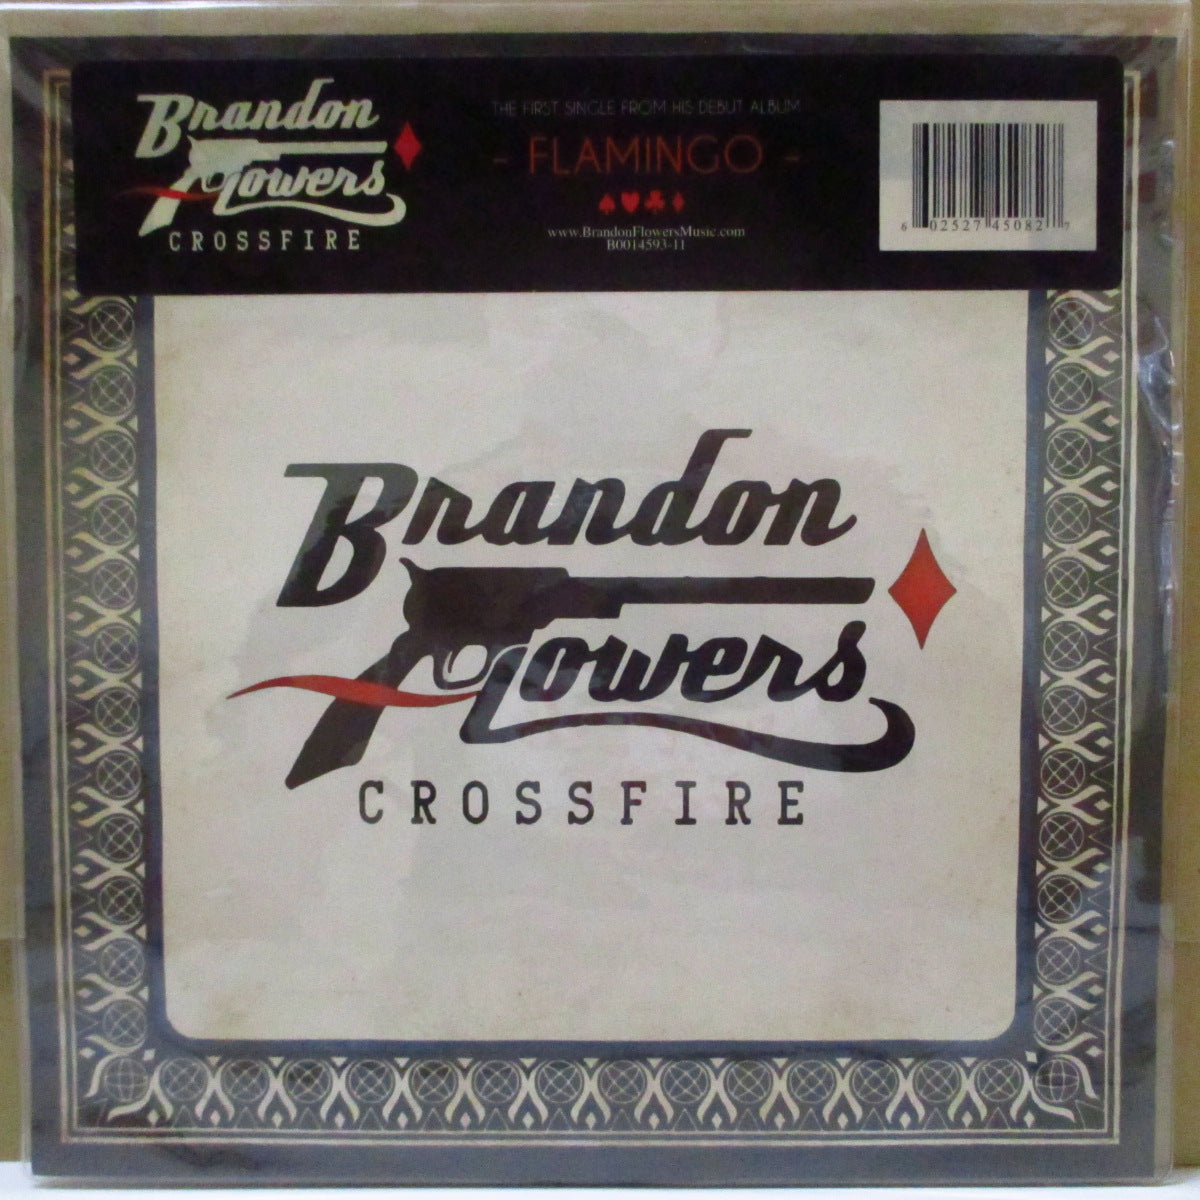 Brandon
Flowers
CROSSFIRE
THE FIRST SINGLE FROM HIS DEBUT ALBUM
- FLAMINGO -
www.BrandonFlowersMusic.com
B0014593-11
6 02527 45082 7
Brandon
Flowers
CROSSFIRE